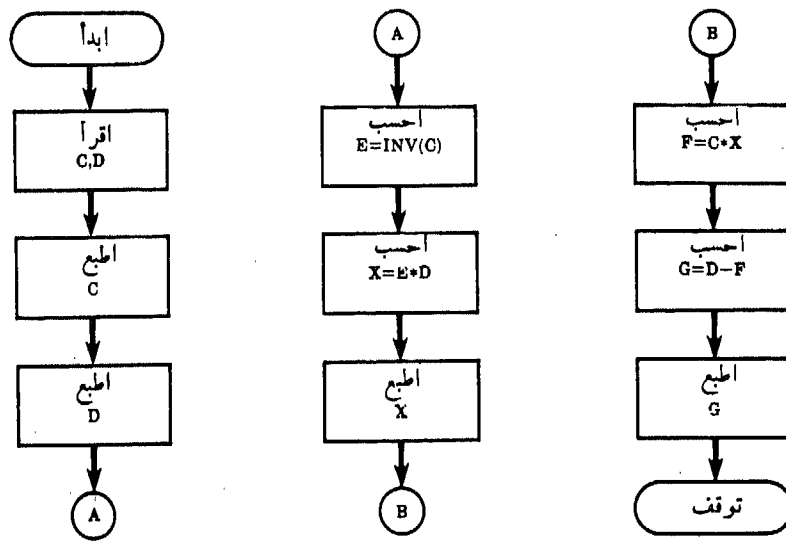 ابدأ
اقرأ
C,D
اطبع
C
اطبع
D
A
A
احسب
E=INV(C)
احسب
X=E*D
اطبع
X
B
B
احسب
F=C*X
احسب
G=D-F
اطبع
G
توقف